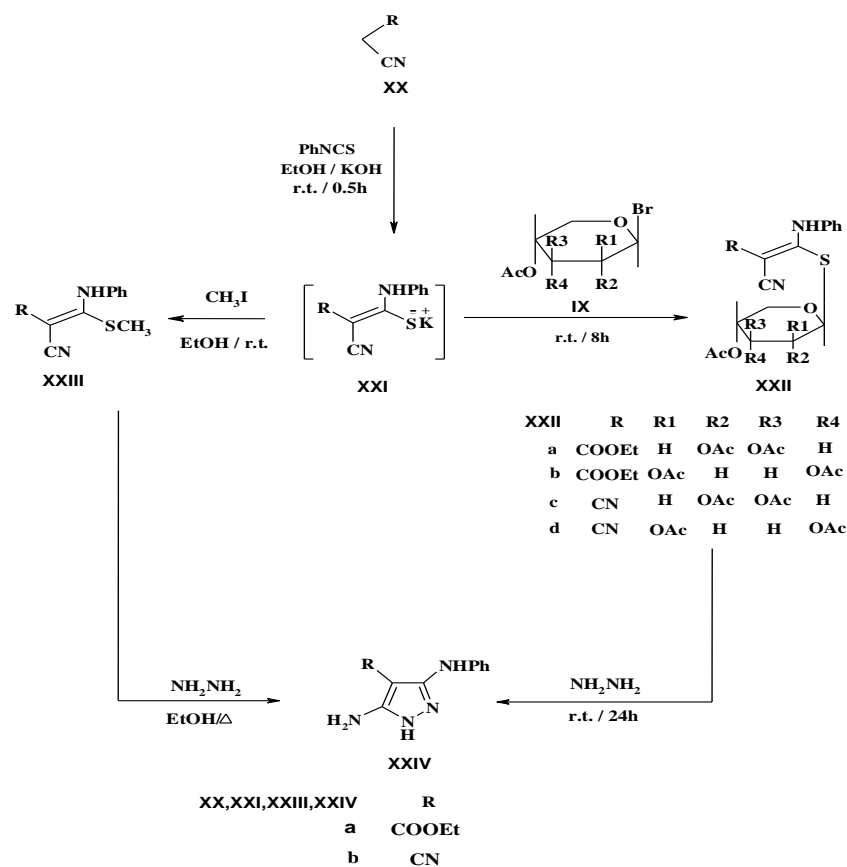 R
CN
XX
PhNCS
EtOH / KOH
r.t. / 0.5h
R
NHPh
SCH3
CN
XXIII
CH3I
EtOH / r.t.
R
NHPh
- +
SK
CN
XXI
O
Br
R3
R1
AcO
R4
R2
IX
r.t. / 8h
NHPh
R
S
CN
O
R3
R1
AcO
R4
R2
XXII
XXII R R1 R2 R3 R4
a COOEt H OAc OAc H
b COOEt OAc H H OAc
c CN H OAc OAc H
d CN OAc H H OAc
NH2NH2
EtOH/△
R
NHPh
N
H2N
N
H
XXIV
NH2NH2
r.t. / 24h
XX,XXI,XXIII,XXIV R
a COOEt
b CN